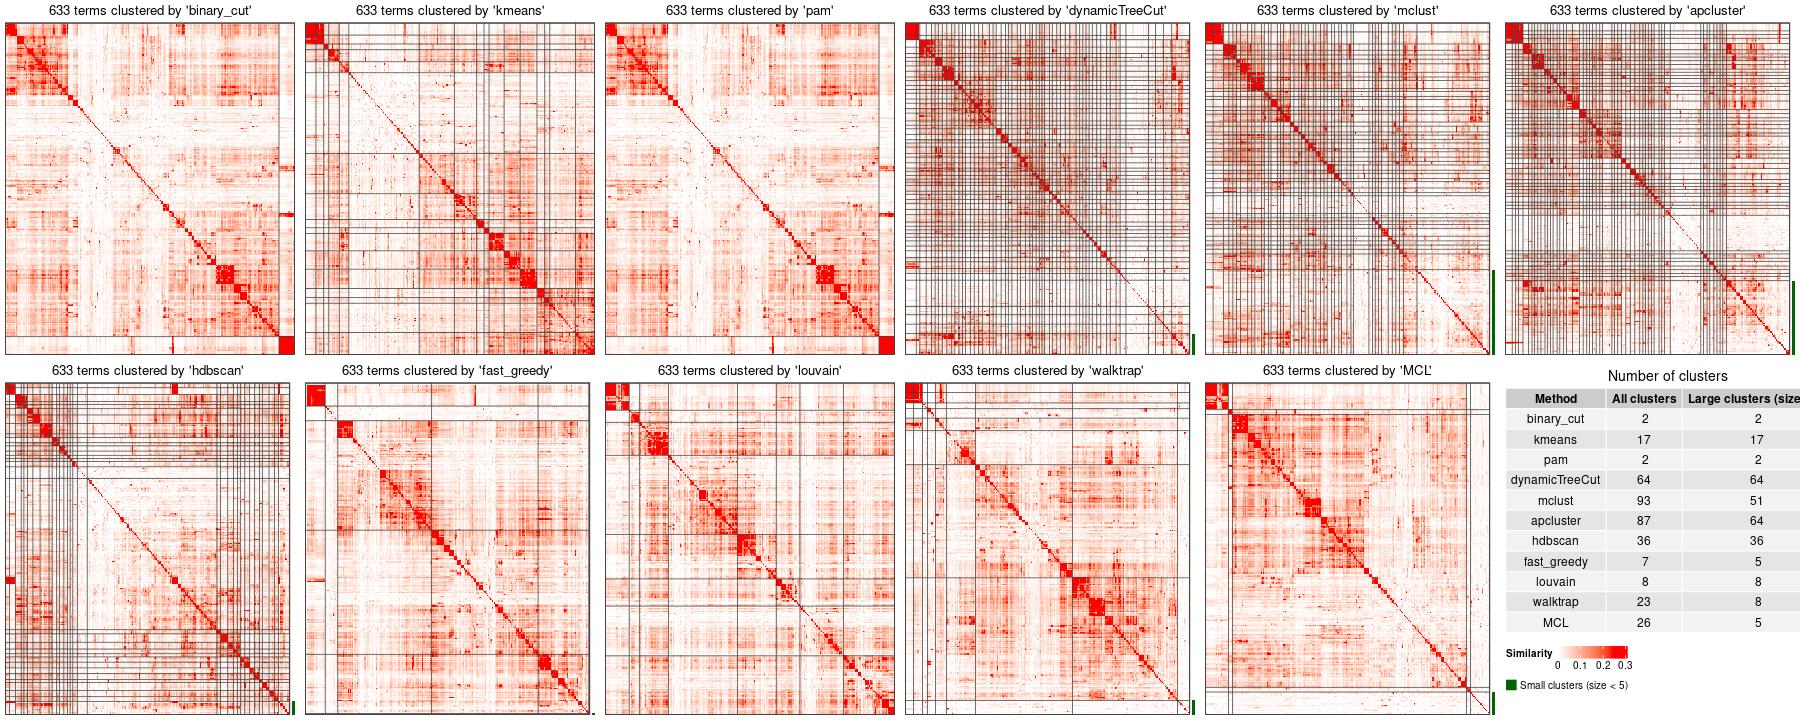 633 terms clustered by 'binary_cut'
633 terms clustered by 'kmeans'
633 terms clustered by 'pam'
633 terms clustered by 'dynamicTreeCut'
633 terms clustered by 'mclust'
633 terms clustered by 'apcluster'
633 terms clustered by 'hdbscan'
633 terms clustered by 'fast_greedy'
633 terms clustered by 'louvain'
633 terms clustered by 'walktrap'
633 terms clustered by 'MCL'
Number of clusters
Method All clusters Large clusters (size
binary_cut 2 2
kmeans 17 17
pam 2 2
dynamicTreeCut 64 64
mclust 93 51
apcluster 87 64
hdbscan 36 36
fast_greedy 7 5
louvain 8 8
walktrap 23 8
MCL 26 5
Similarity
0 0.1 0.2 0.3
Small clusters (size < 5)